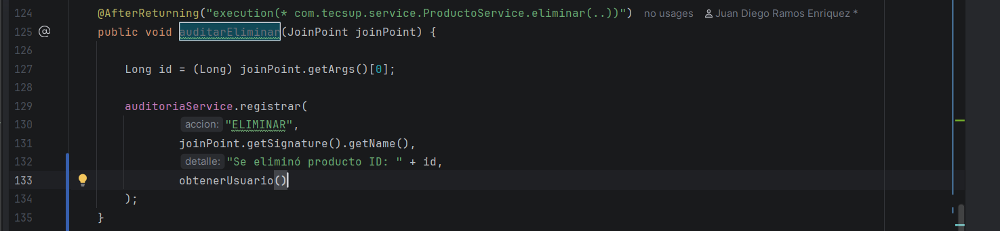 124 @AfterReturning("execution(* com.tecsup.service.ProductoService.eliminar(..))") no usages Juan Diego Ramos Enriquez *
125 @ public void auditarEliminar(JoinPoint joinPoint) {
126
127 Long id = (Long) joinPoint.getArgs()[0];
128
129 auditoriaService.registrar(
130 accion: "ELIMINAR",
131 joinPoint.getSignature().getName(),
132 detalle: "Se eliminó producto ID: " + id,
133 obtenerUsuario()
134 );
135 }